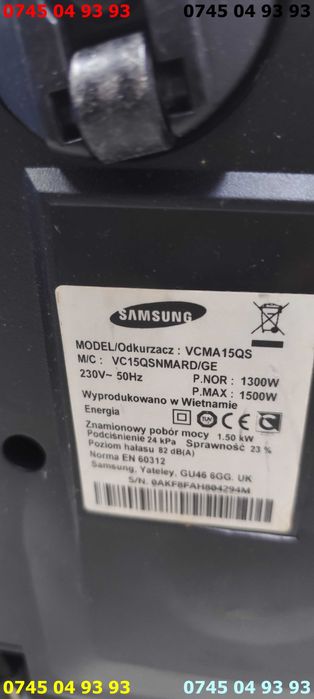 0745 04 93 93 0745 04 93 93
SAMSUNG
MODEL/Odkurzacz : VCMA15QS
M/C : VC15QSNMARD/GE
230V~ 50Hz P.NOR : 1300W
P.MAX : 1500W
Wyprodukowano w Wietnamie
Energia
Znamionowy pobór mocy 1.50 kW
Podciśnienie 24 kPa Sprawność 23 %
Poziom hałasu 82 dB(A)
Norma EN 60312
Samsung, Yateley, GU46 6GG. UK
S/N. 0AKF8FAH804294M
0745 04 93 93 0745 04 93 93